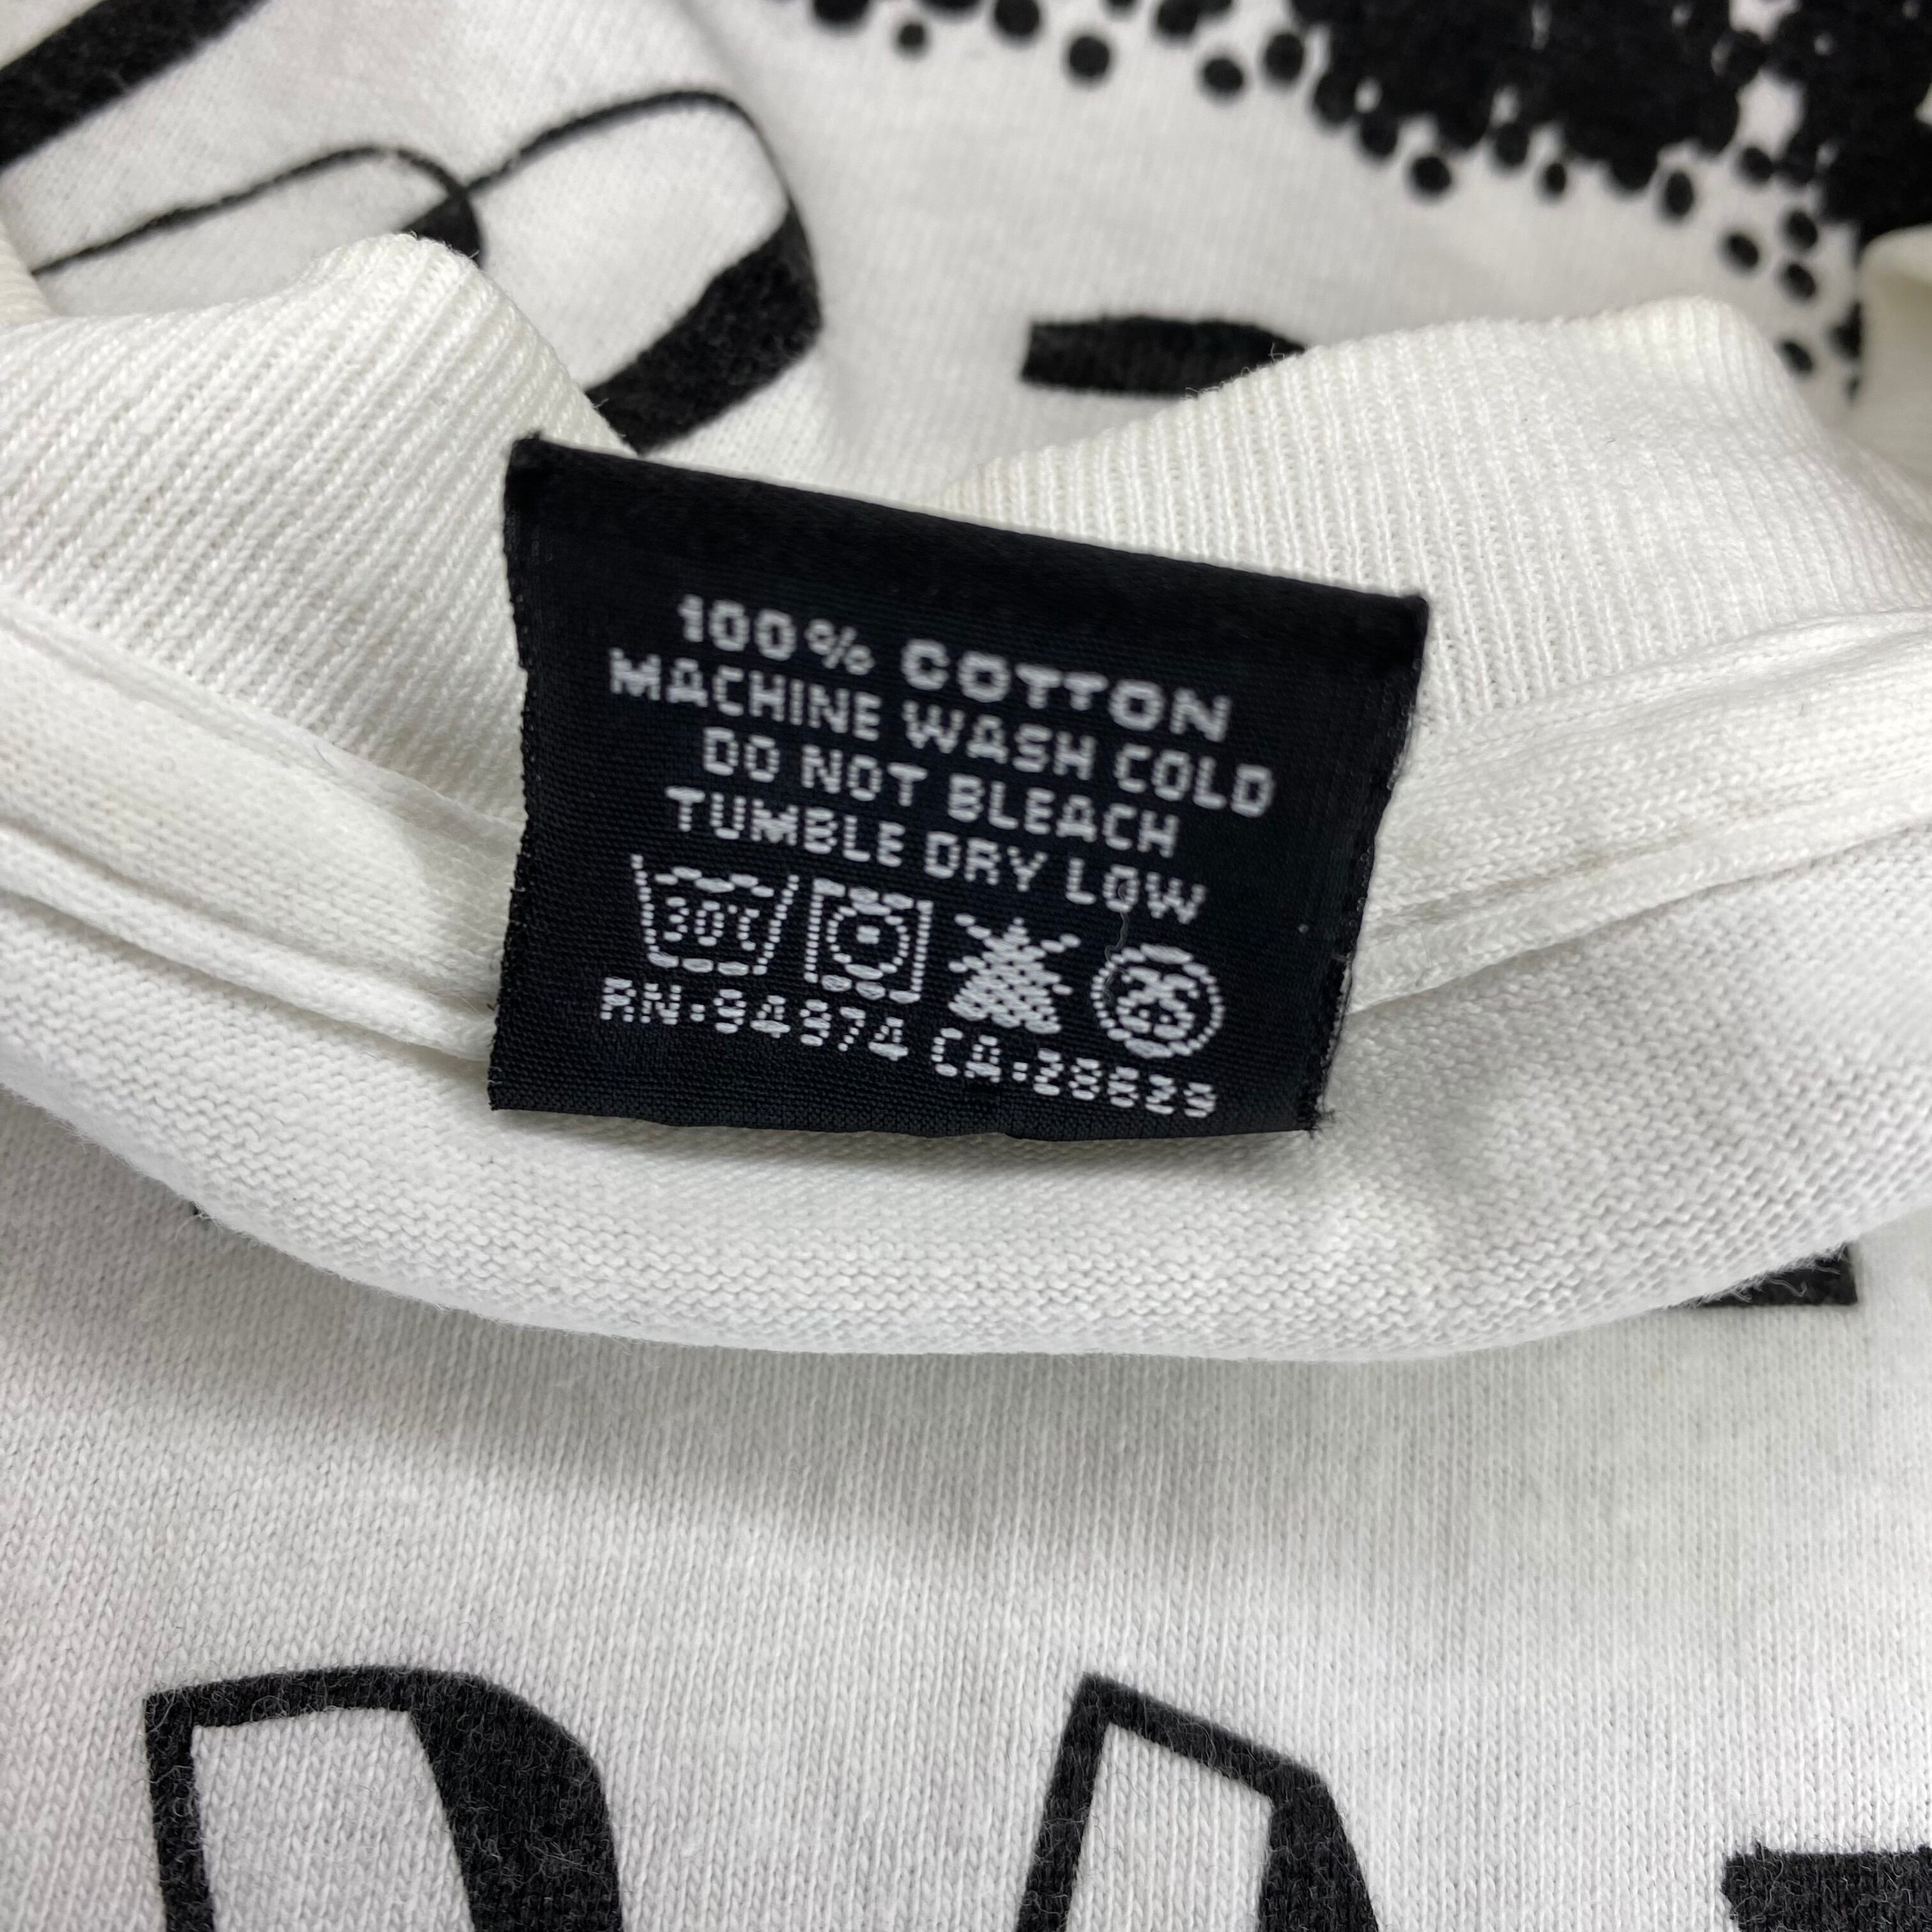 100% COTTON
MACHINE WASH COLD
DO NOT BLEACH
TUMBLE DRY LOW
30°C
RN:94974 CA:28629